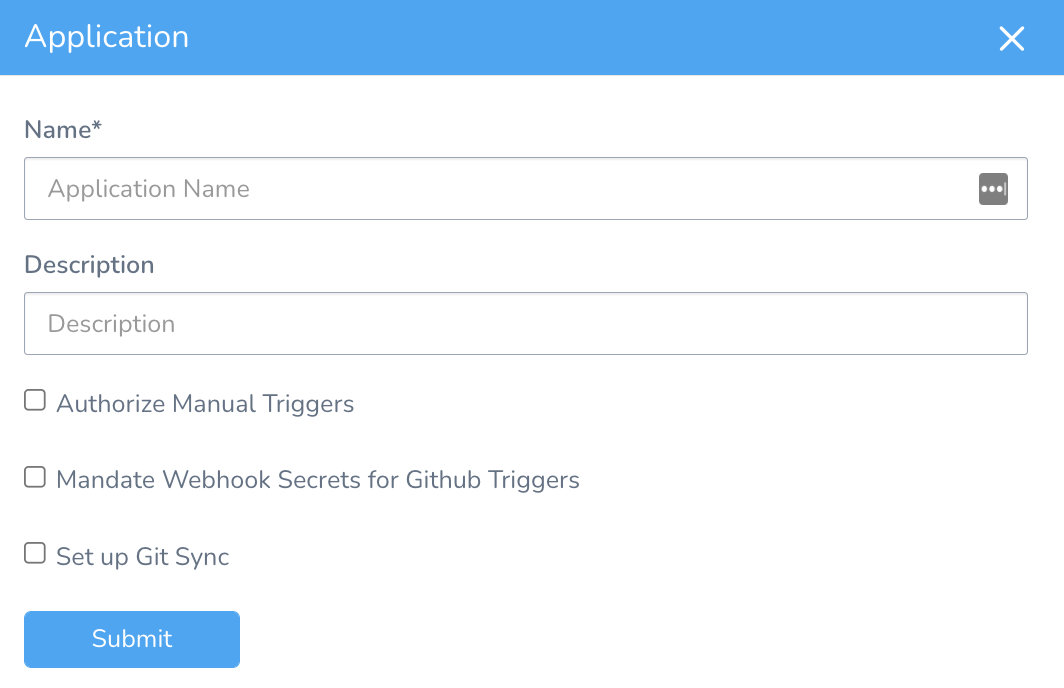 Application
Name*
Application Name
Description
Description
Authorize Manual Triggers
Mandate Webhook Secrets for Github Triggers
Set up Git Sync
Submit